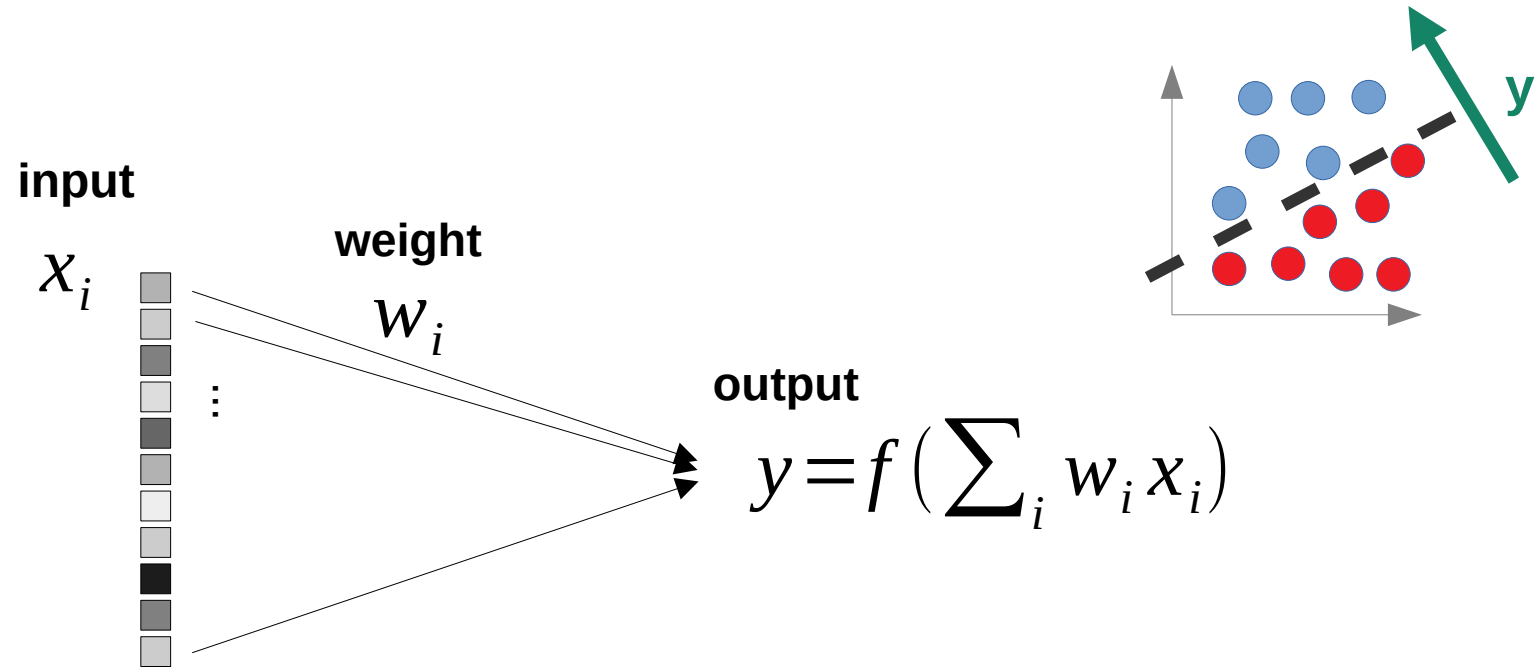 input
x_i
weight
w_i
⋮
output
y=f(∑_i w_i x_i)
y